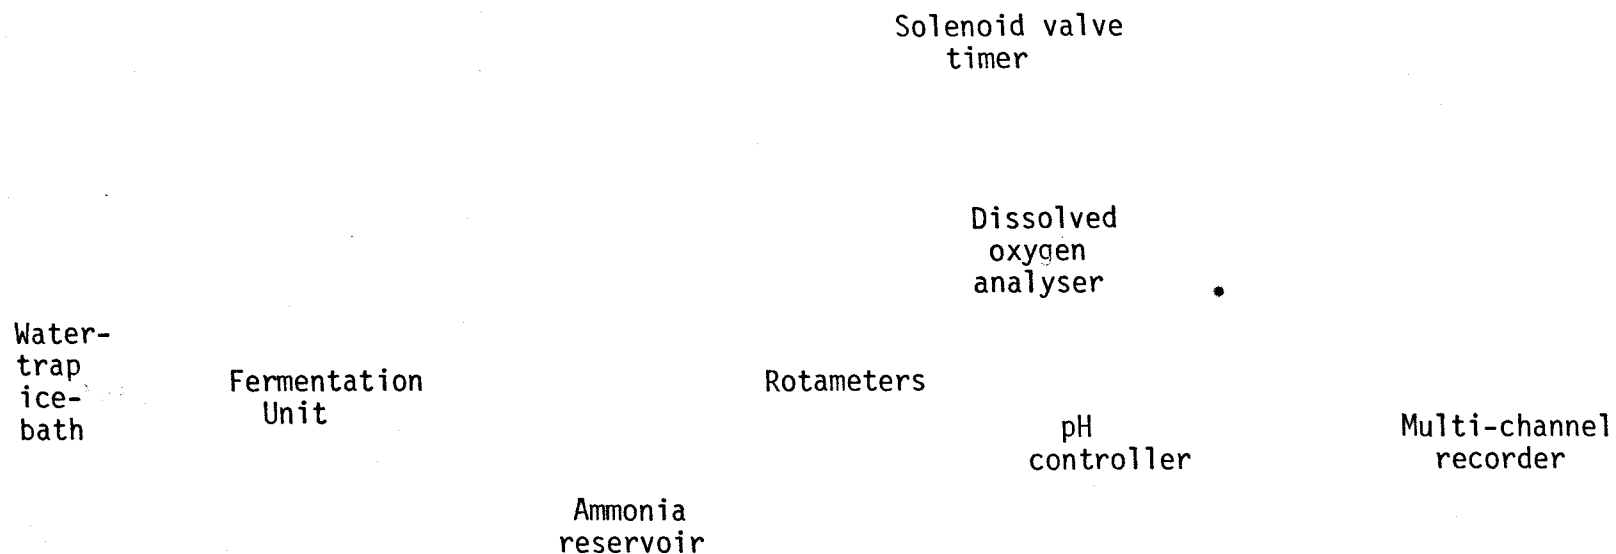 Solenoid valve
timer
Dissolved
oxygen
analyser
Water-
trap
ice-
bath
Fermentation
Unit
Rotameters
pH
controller
Multi-channel
recorder
Ammonia
reservoir